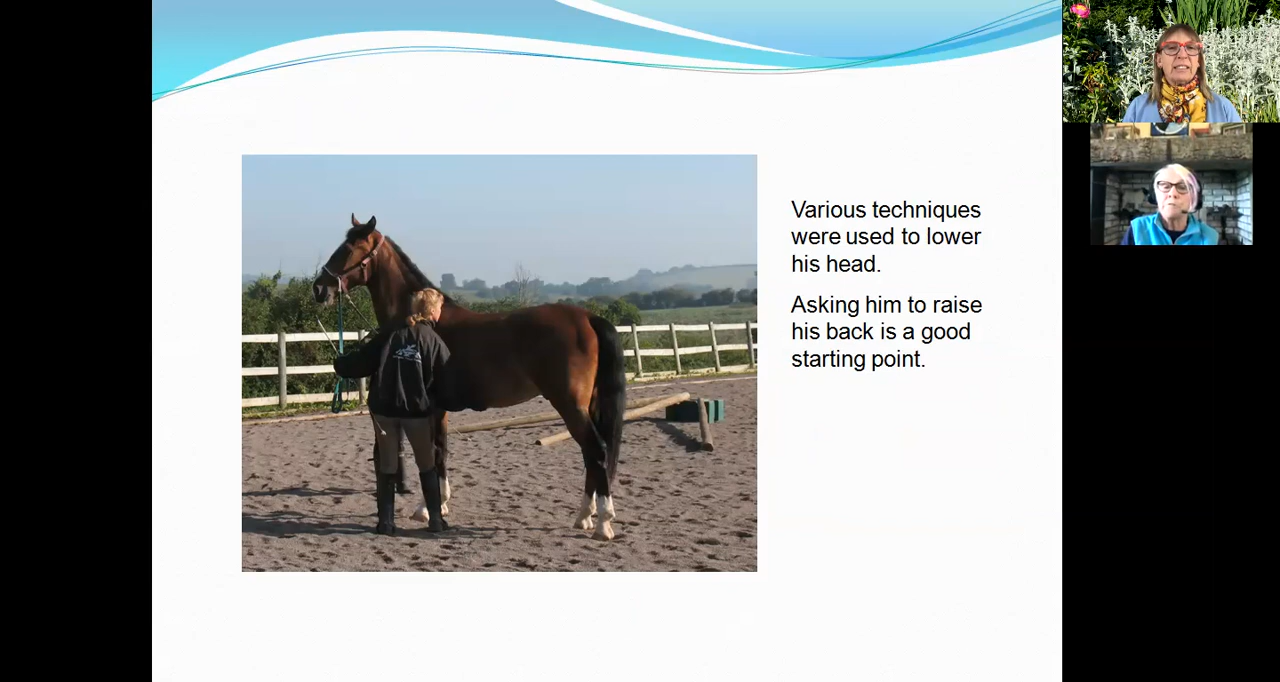 Various techniques
were used to lower
his head.
Asking him to raise
his back is a good
starting point.